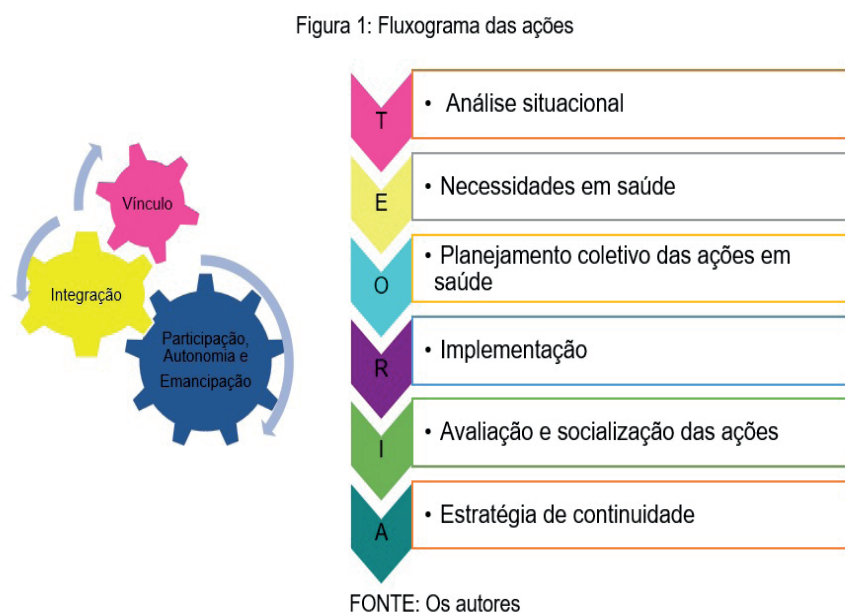 Figura 1: Fluxograma das ações
Vínculo
Integração
Participação,
Autonomia e
Emancipação
T
• Análise situacional
E
• Necessidades em saúde
O
• Planejamento coletivo das ações em
saúde
R
• Implementação
I
• Avaliação e socialização das ações
A
• Estratégia de continuidade
FONTE: Os autores